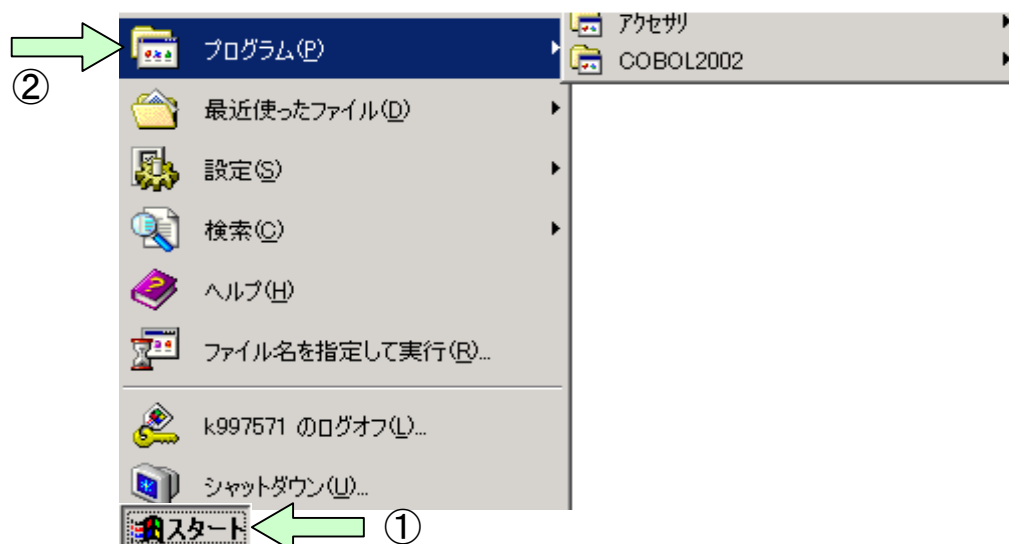 プログラム(P)
アクセサリ
COBOL2002
②
最近使ったファイル(D)
設定(S)
検索(C)
ヘルプ(H)
ファイル名を指定して実行(R)...
k997571 のログオフ(L)...
シャットダウン(U)...
スタート
①